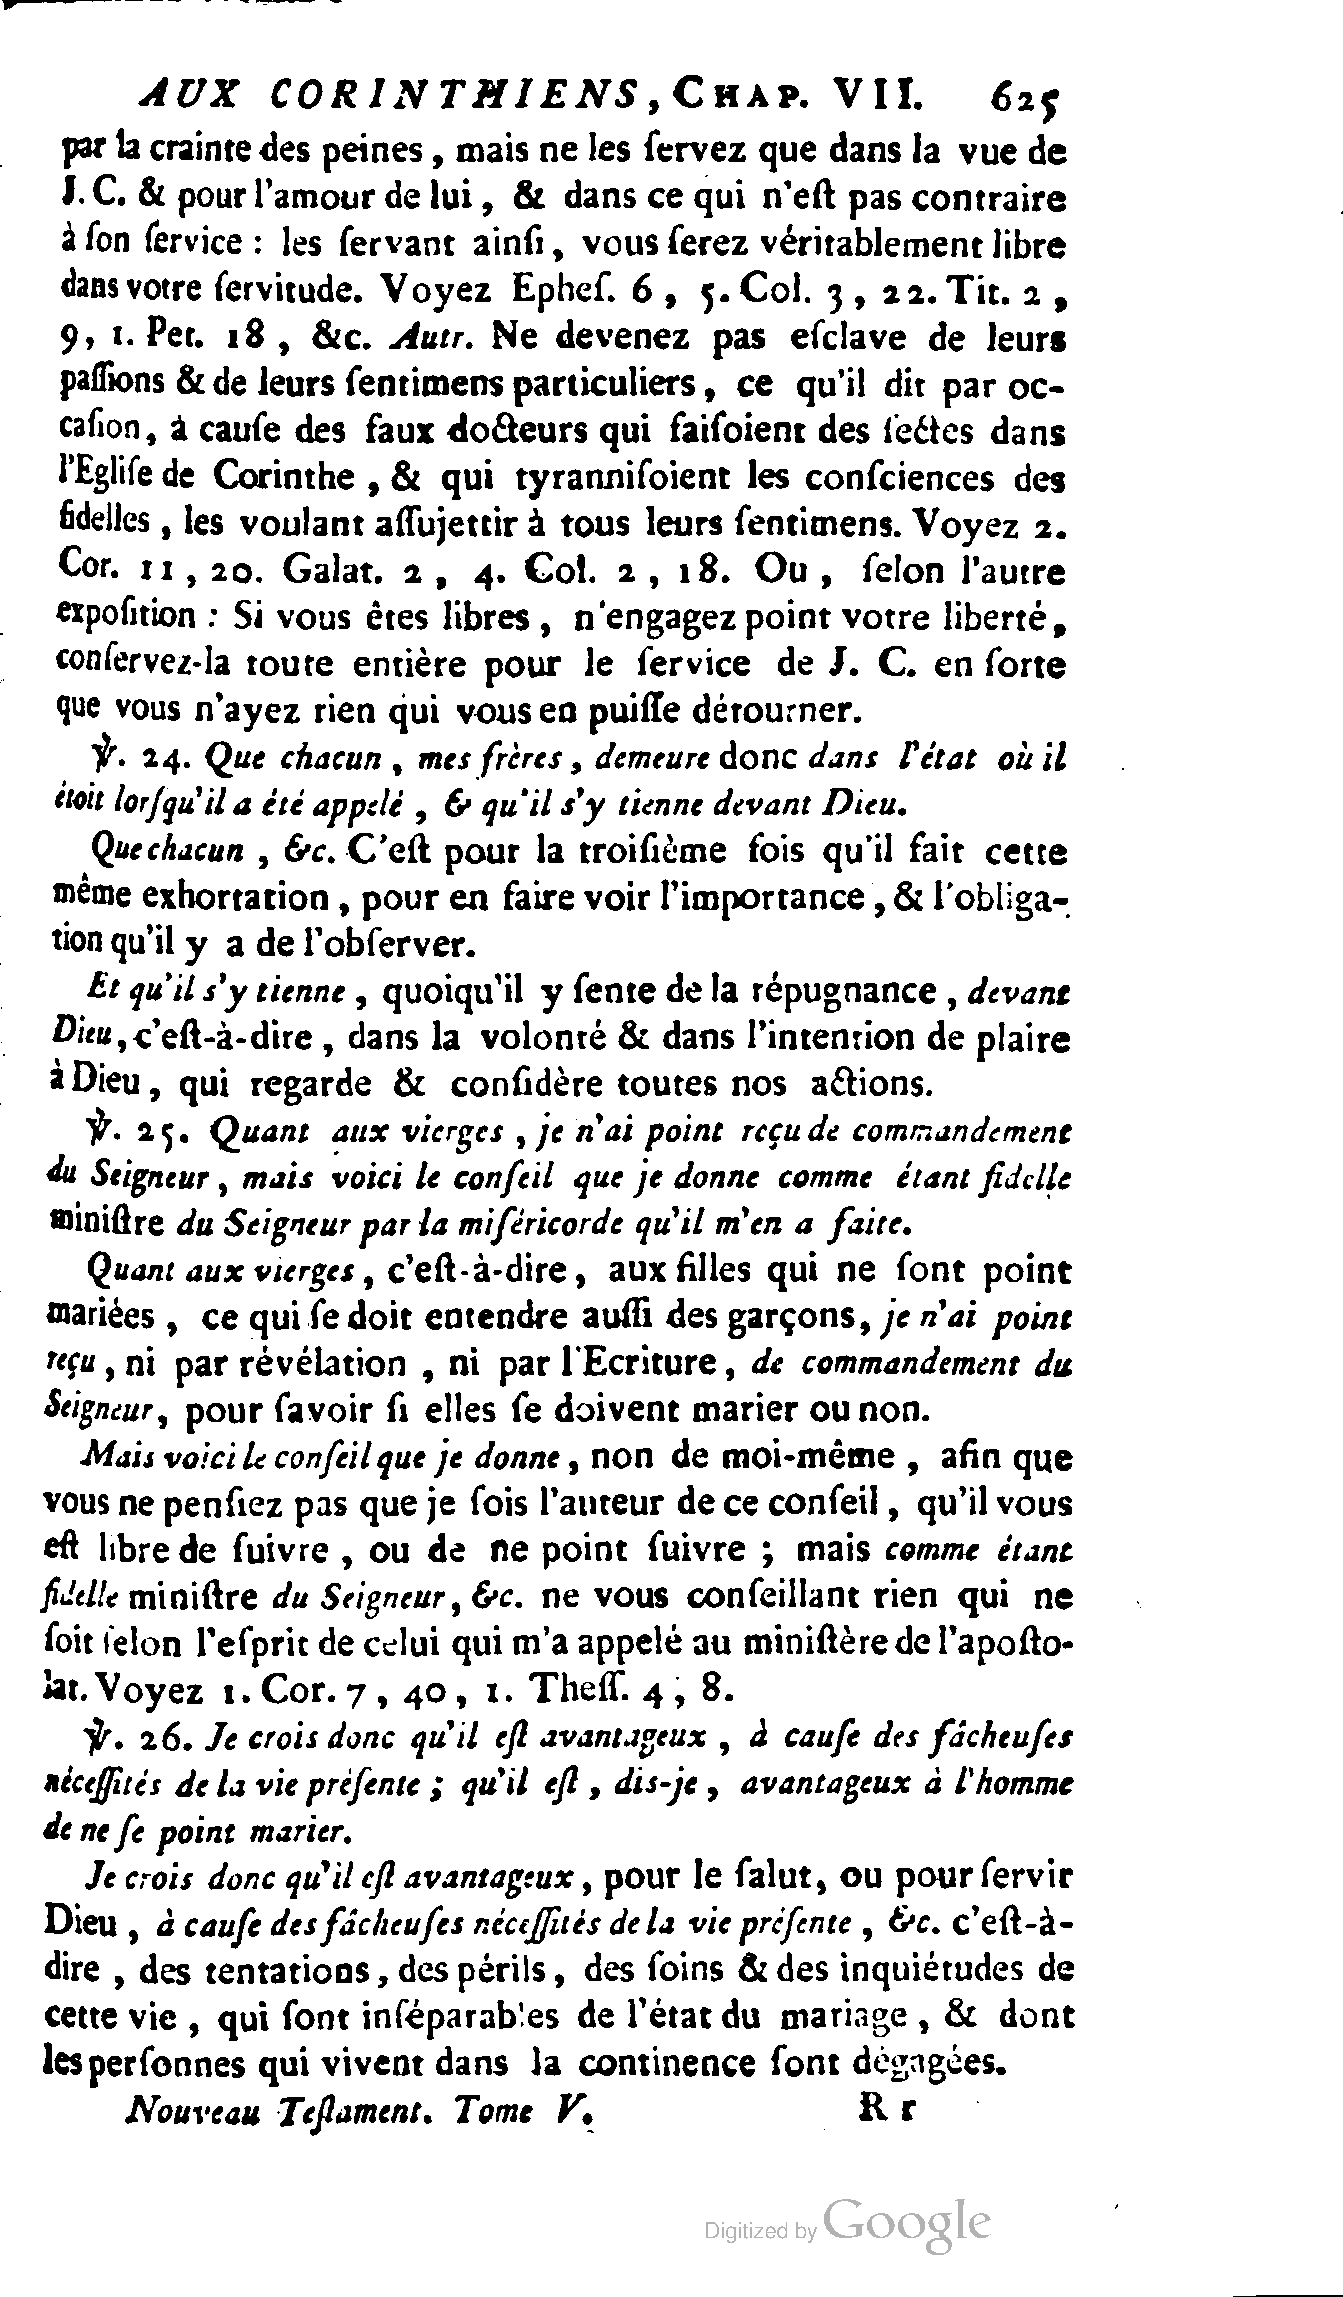 AUX CORINTHIENS, CHAP. VII. 625
par la crainte des peines, mais ne les ſervez que dans la vue de
J. C. & pour l'amour de lui, & dans ce qui n'eſt pas contraire
à ſon ſervice : les ſervant ainſi, vous ſerez véritablement libre
dans votre ſervitude. Voyez Epheſ. 6, 5. Col. 3, 22. Tit. 2,
9, 1. Pet. 18, &c. Autr. Ne devenez pas eſclave de leurs
paſſions & de leurs ſentimens particuliers, ce qu'il dit par oc-
caſion, à cauſe des faux docteurs qui faiſoient des ſectes dans
l'Egliſe de Corinthe, & qui tyranniſoient les conſciences des
fidelles, les voulant aſſujettir à tous leurs ſentimens. Voyez 2.
Cor. 11, 20. Galat. 2, 4. Col. 2, 18. Ou, ſelon l'autre
expoſition : Si vous êtes libres, n'engagez point votre liberté,
conſervez-la toute entière pour le ſervice de J. C. en ſorte
que vous n'ayez rien qui vous en puiſſe détourner.
℣. 24. Que chacun, mes frères, demeure donc dans l'état où il
étoit lorſqu'il a été appelé, & qu'il s'y tienne devant Dieu.
Que chacun, &c. C'eſt pour la troiſième fois qu'il fait cette
même exhortation, pour en faire voir l'importance, & l'obliga-
tion qu'il y a de l'obſerver.
Et qu'il s'y tienne, quoiqu'il y ſente de la répugnance, devant
Dieu, c'eſt-à-dire, dans la volonté & dans l'intention de plaire
à Dieu, qui regarde & conſidère toutes nos actions.
℣. 25. Quant aux vierges, je n'ai point reçu de commandement
du Seigneur, mais voici le conſeil que je donne comme étant fidelle
miniſtre du Seigneur par la miſéricorde qu'il m'en a faite.
Quant aux vierges, c'eſt-à-dire, aux filles qui ne ſont point
mariées, ce qui ſe doit entendre auſſi des garçons, je n'ai point
reçu, ni par révélation, ni par l'Ecriture, de commandement du
Seigneur, pour ſavoir ſi elles ſe doivent marier ou non.
Mais voici le conſeil que je donne, non de moi-même, afin que
vous ne penſiez pas que je ſois l'auteur de ce conſeil, qu'il vous
eſt libre de ſuivre, ou de ne point ſuivre ; mais comme étant
fidelle miniſtre du Seigneur, &c. ne vous conſeillant rien qui ne
ſoit ſelon l'eſprit de celui qui m'a appelé au miniſtère de l'apoſto-
lat. Voyez 1. Cor. 7, 40, 1. Theſſ. 4, 8.
℣. 26. Je crois donc qu'il eſt avantageux, à cauſe des fâcheuſes
néceſſités de la vie préſente ; qu'il eſt, dis-je, avantageux à l'homme
de ne ſe point marier.
Je crois donc qu'il eſt avantageux, pour le ſalut, ou pour ſervir
Dieu, à cauſe des fâcheuſes néceſſités de la vie préſente, &c. c'eſt-à-
dire, des tentations, des périls, des ſoins & des inquiétudes de
cette vie, qui ſont inſéparables de l'état du mariage, & dont
les perſonnes qui vivent dans la continence ſont dégagées.
Nouveau Teſtament. Tome V. R r
Digitized by Google